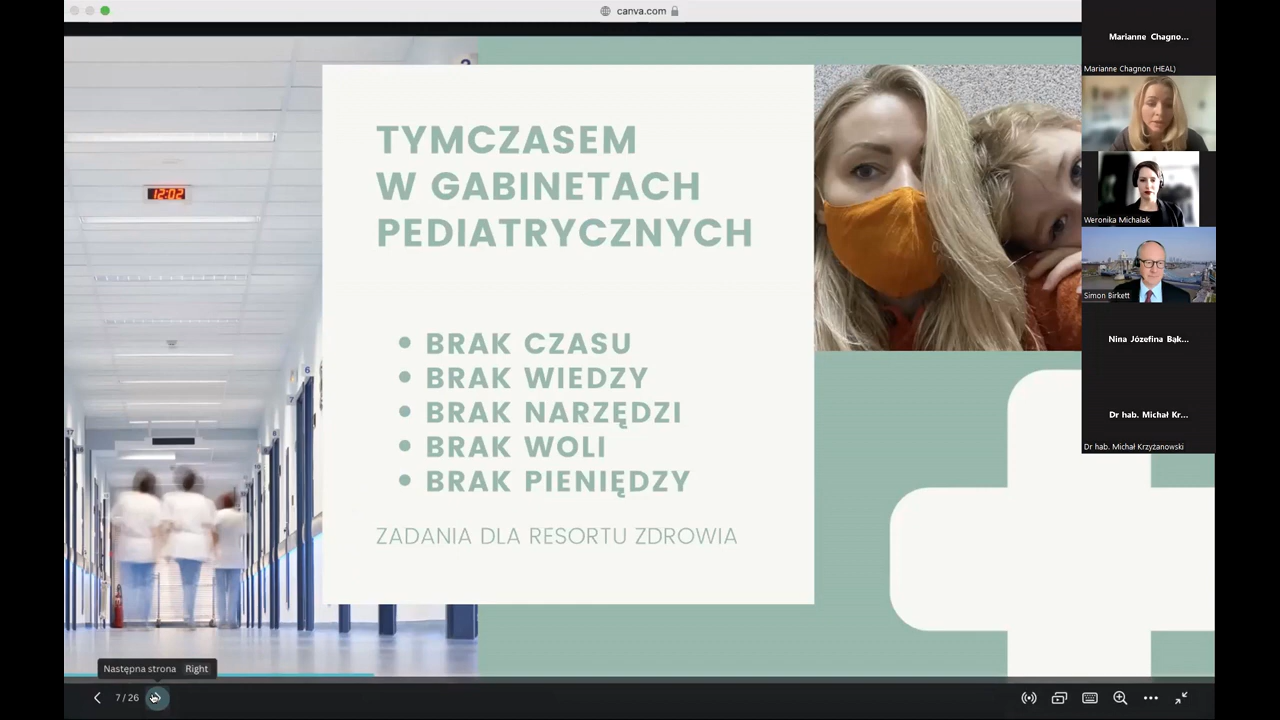 canva.com
Marianne Chagno...
Marianne Chagnon (HEAL)
Weronika Michalak
Simon Birkett
Nina Józefina Bąk...
Dr hab. Michał Kr...
Dr hab. Michał Krzyżanowski
12:02
6
7
TYMCZASEM
W GABINETACH
PEDIATRYCZNYCH
BRAK CZASU
BRAK WIEDZY
BRAK NARZĘDZI
BRAK WOLI
BRAK PIENIĘDZY
ZADANIA DLA RESORTU ZDROWIA
Następna strona Right
7 / 26